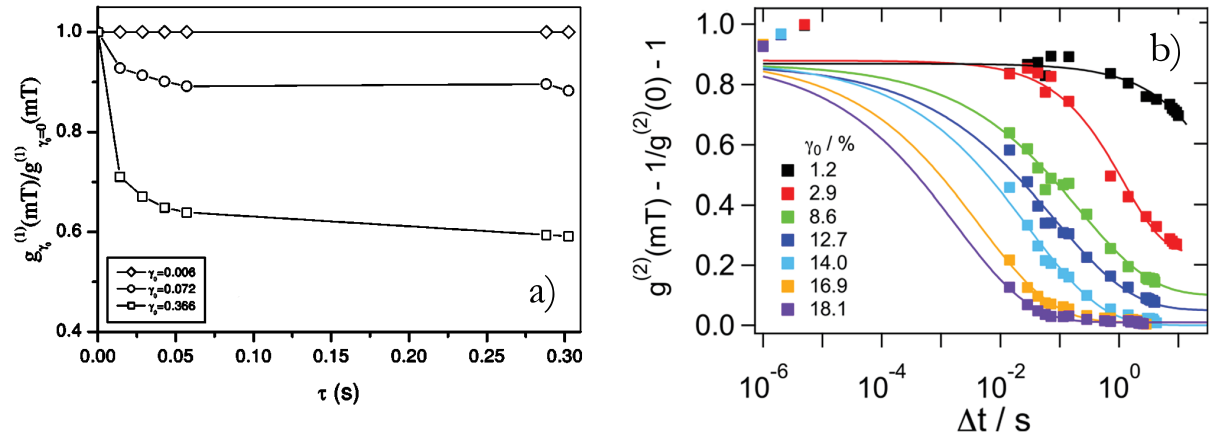 g_γ₀^(1)(mT)/g^(1)_γ=0(mT)
1.0
0.8
0.6
0.4
γ₀=0.006
γ₀=0.072
γ₀=0.366
a)
0.00 0.05 0.10 0.15 0.20 0.25 0.30
τ (s)
g^(2)(mT) - 1/g^(2)(0) - 1
b)
1.0
0.8
0.6
0.4
0.2
0.0
γ₀ / %
1.2
2.9
8.6
12.7
14.0
16.9
18.1
10⁻⁶ 10⁻⁴ 10⁻² 10⁰
Δt / s